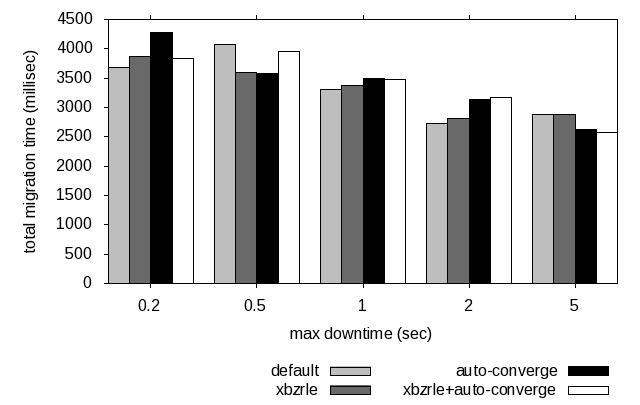 4500
4000
3500
3000
2500
2000
1500
1000
500
0
total migration time (millisec)
0.2 0.5 1 2 5
max downtime (sec)
default auto-converge
xbzrle xbzrle+auto-converge